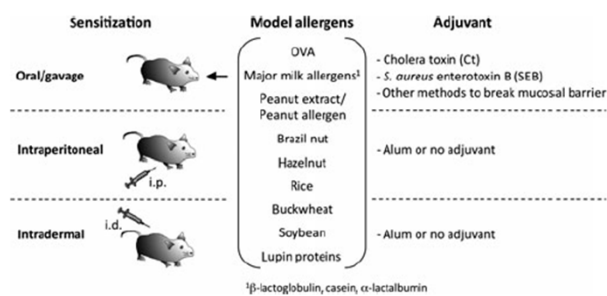 Sensitization
Model allergens
Adjuvant
Oral/gavage
OVA
Major milk allergens¹
Peanut extract/
Peanut allergen
Brazil nut
Hazelnut
Rice
Buckwheat
Soybean
Lupin proteins
- Cholera toxin (Ct)
- S. aureus enterotoxin B (SEB)
- Other methods to break mucosal barrier
Intraperitoneal
i.p.
- Alum or no adjuvant
Intradermal
i.d.
- Alum or no adjuvant
¹β-lactoglobulin, casein, α-lactalbumin